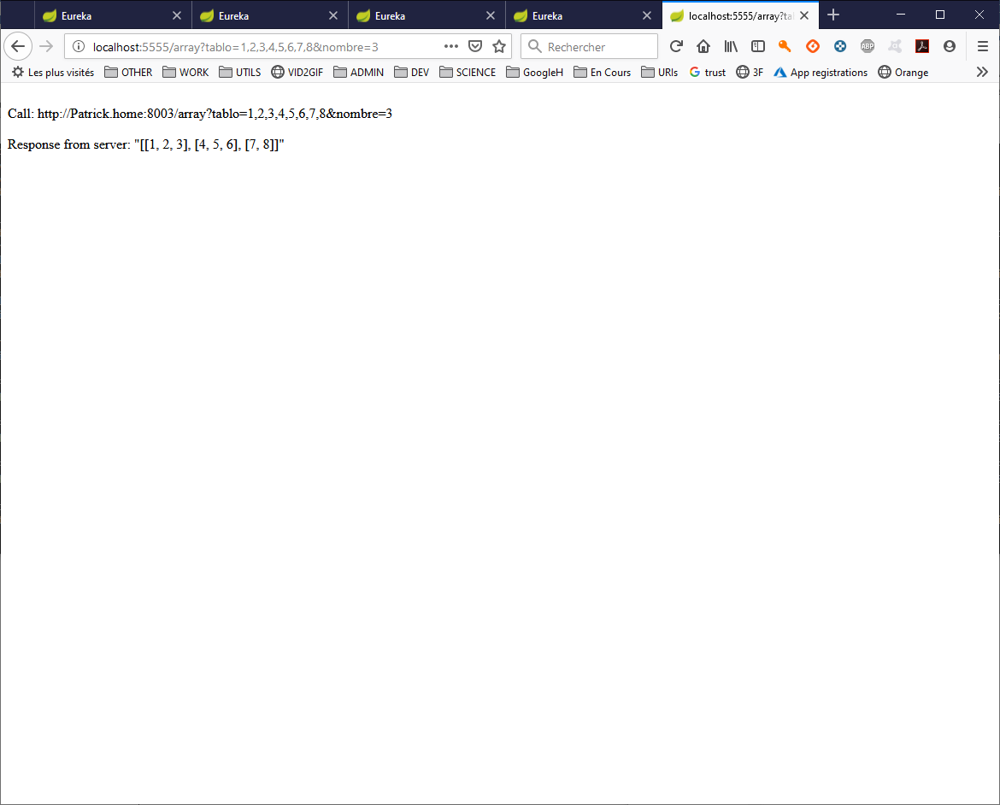 Eureka
Eureka
Eureka
Eureka
localhost:5555/array?tal
localhost:5555/array?tablo=1,2,3,4,5,6,7,8&nombre=3
Rechercher
ABP
Les plus visités OTHER WORK UTILS VID2GIF ADMIN DEV SCIENCE GoogleH En Cours URIs trust 3F App registrations Orange
Call: http://Patrick.home:8003/array?tablo=1,2,3,4,5,6,7,8&nombre=3
Response from server: "[[1, 2, 3], [4, 5, 6], [7, 8]]"